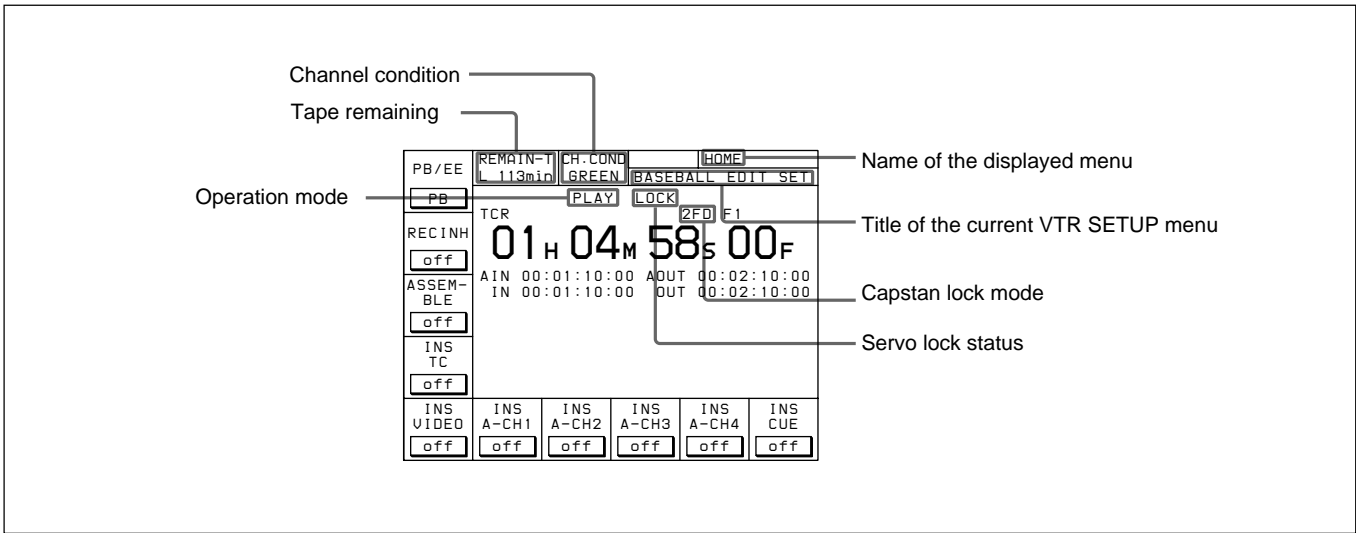 Channel condition
Tape remaining
Operation mode
PB/EE
PB
REMAIN-T
L 113min
CH.COND
GREEN
HOME
BASEBALL EDIT SET
PLAY
LOCK
TCR
2FD
F1
01H 04M 58S 00F
AIN 00:01:10:00 AOUT 00:02:10:00
IN 00:01:10:00 OUT 00:02:10:00
RECINH
off
ASSEM-
BLE
off
INS
TC
off
INS
VIDEO
off
INS
A-CH1
off
INS
A-CH2
off
INS
A-CH3
off
INS
A-CH4
off
INS
CUE
off
Name of the displayed menu
Title of the current VTR SETUP menu
Capstan lock mode
Servo lock status